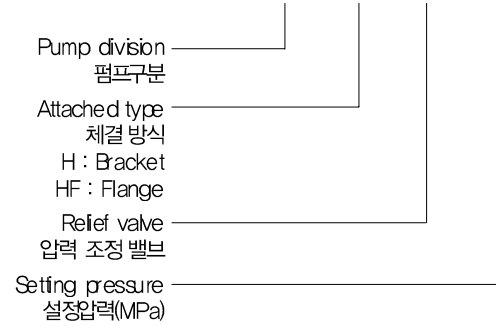 Pump division
펌프구분
Attached type
체결 방식
H : Bracket
HF : Flange
Relief valve
압력 조정 밸브
Setting pressure
설정압력(MPa)